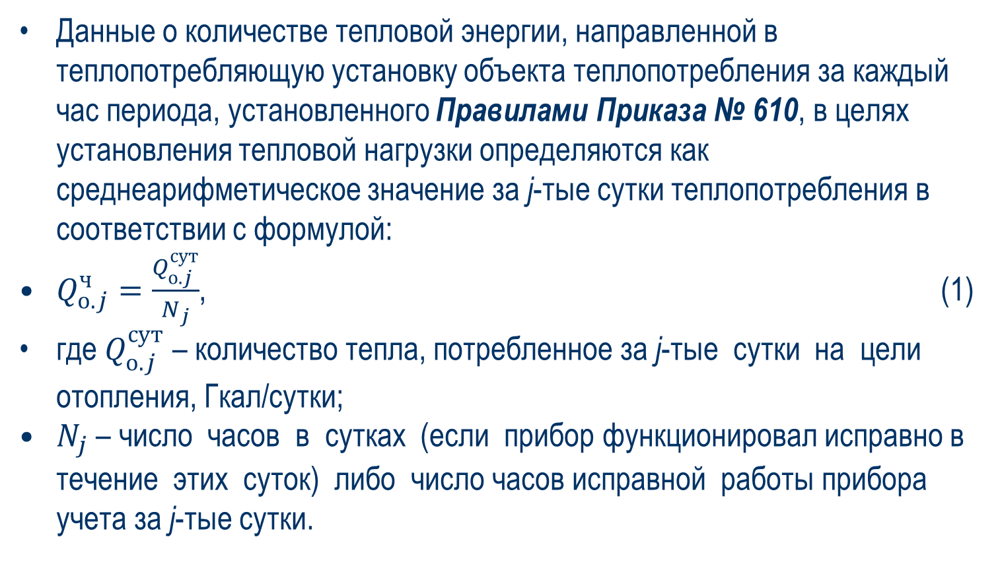 • Данные о количестве тепловой энергии, направленной в
теплопотребляющую установку объекта теплопотребления за каждый
час периода, установленного Правилами Приказа № 610, в целях
установления тепловой нагрузки определяются как
среднеарифметическое значение за j-тые сутки теплопотребления в
соответствии с формулой:
• $Q_{\text{о.}j}^{\text{ч}} = \frac{Q_{\text{о.}j}^{\text{сут}}}{N_j}$, (1)
• где $Q_{\text{о.}j}^{\text{сут}}$ – количество тепла, потребленное за j-тые сутки на цели
отопления, Гкал/сутки;
• $N_j$ – число часов в сутках (если прибор функционировал исправно в
течение этих суток) либо число часов исправной работы прибора
учета за j-тые сутки.